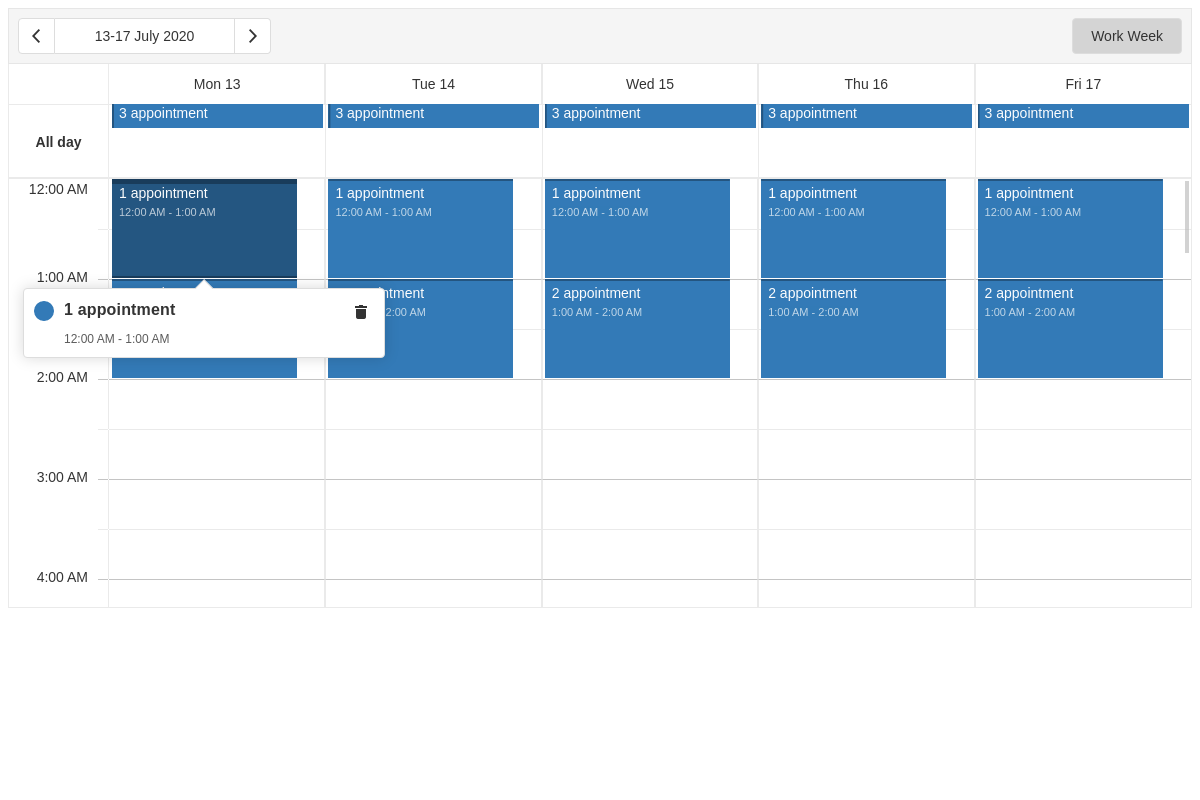 13-17 July 2020
Work Week
Mon 13
Tue 14
Wed 15
Thu 16
Fri 17
All day
3 appointment
3 appointment
3 appointment
3 appointment
3 appointment
12:00 AM
1 appointment
12:00 AM - 1:00 AM
1 appointment
12:00 AM - 1:00 AM
1 appointment
12:00 AM - 1:00 AM
1 appointment
12:00 AM - 1:00 AM
1 appointment
12:00 AM - 1:00 AM
1:00 AM
1 appointment
12:00 AM - 1:00 AM
2:00 AM
2 appointment
1:00 AM - 2:00 AM
2 appointment
1:00 AM - 2:00 AM
2 appointment
1:00 AM - 2:00 AM
2:00 AM
3:00 AM
4:00 AM